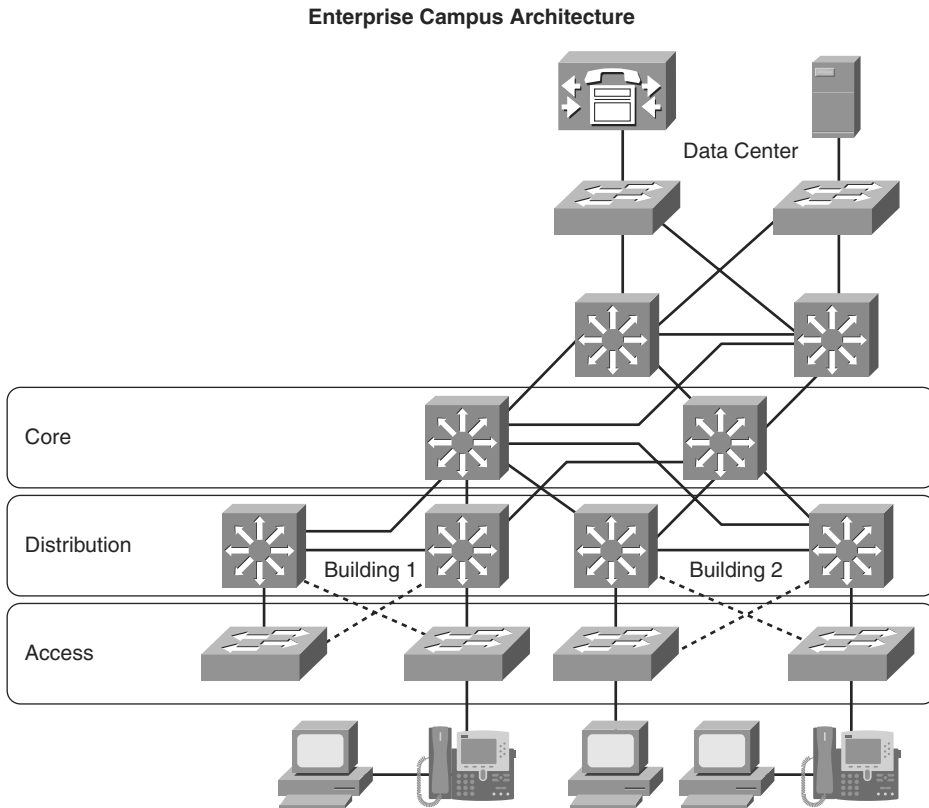 Enterprise Campus Architecture
Data Center
Core
Distribution
Building 1
Building 2
Access